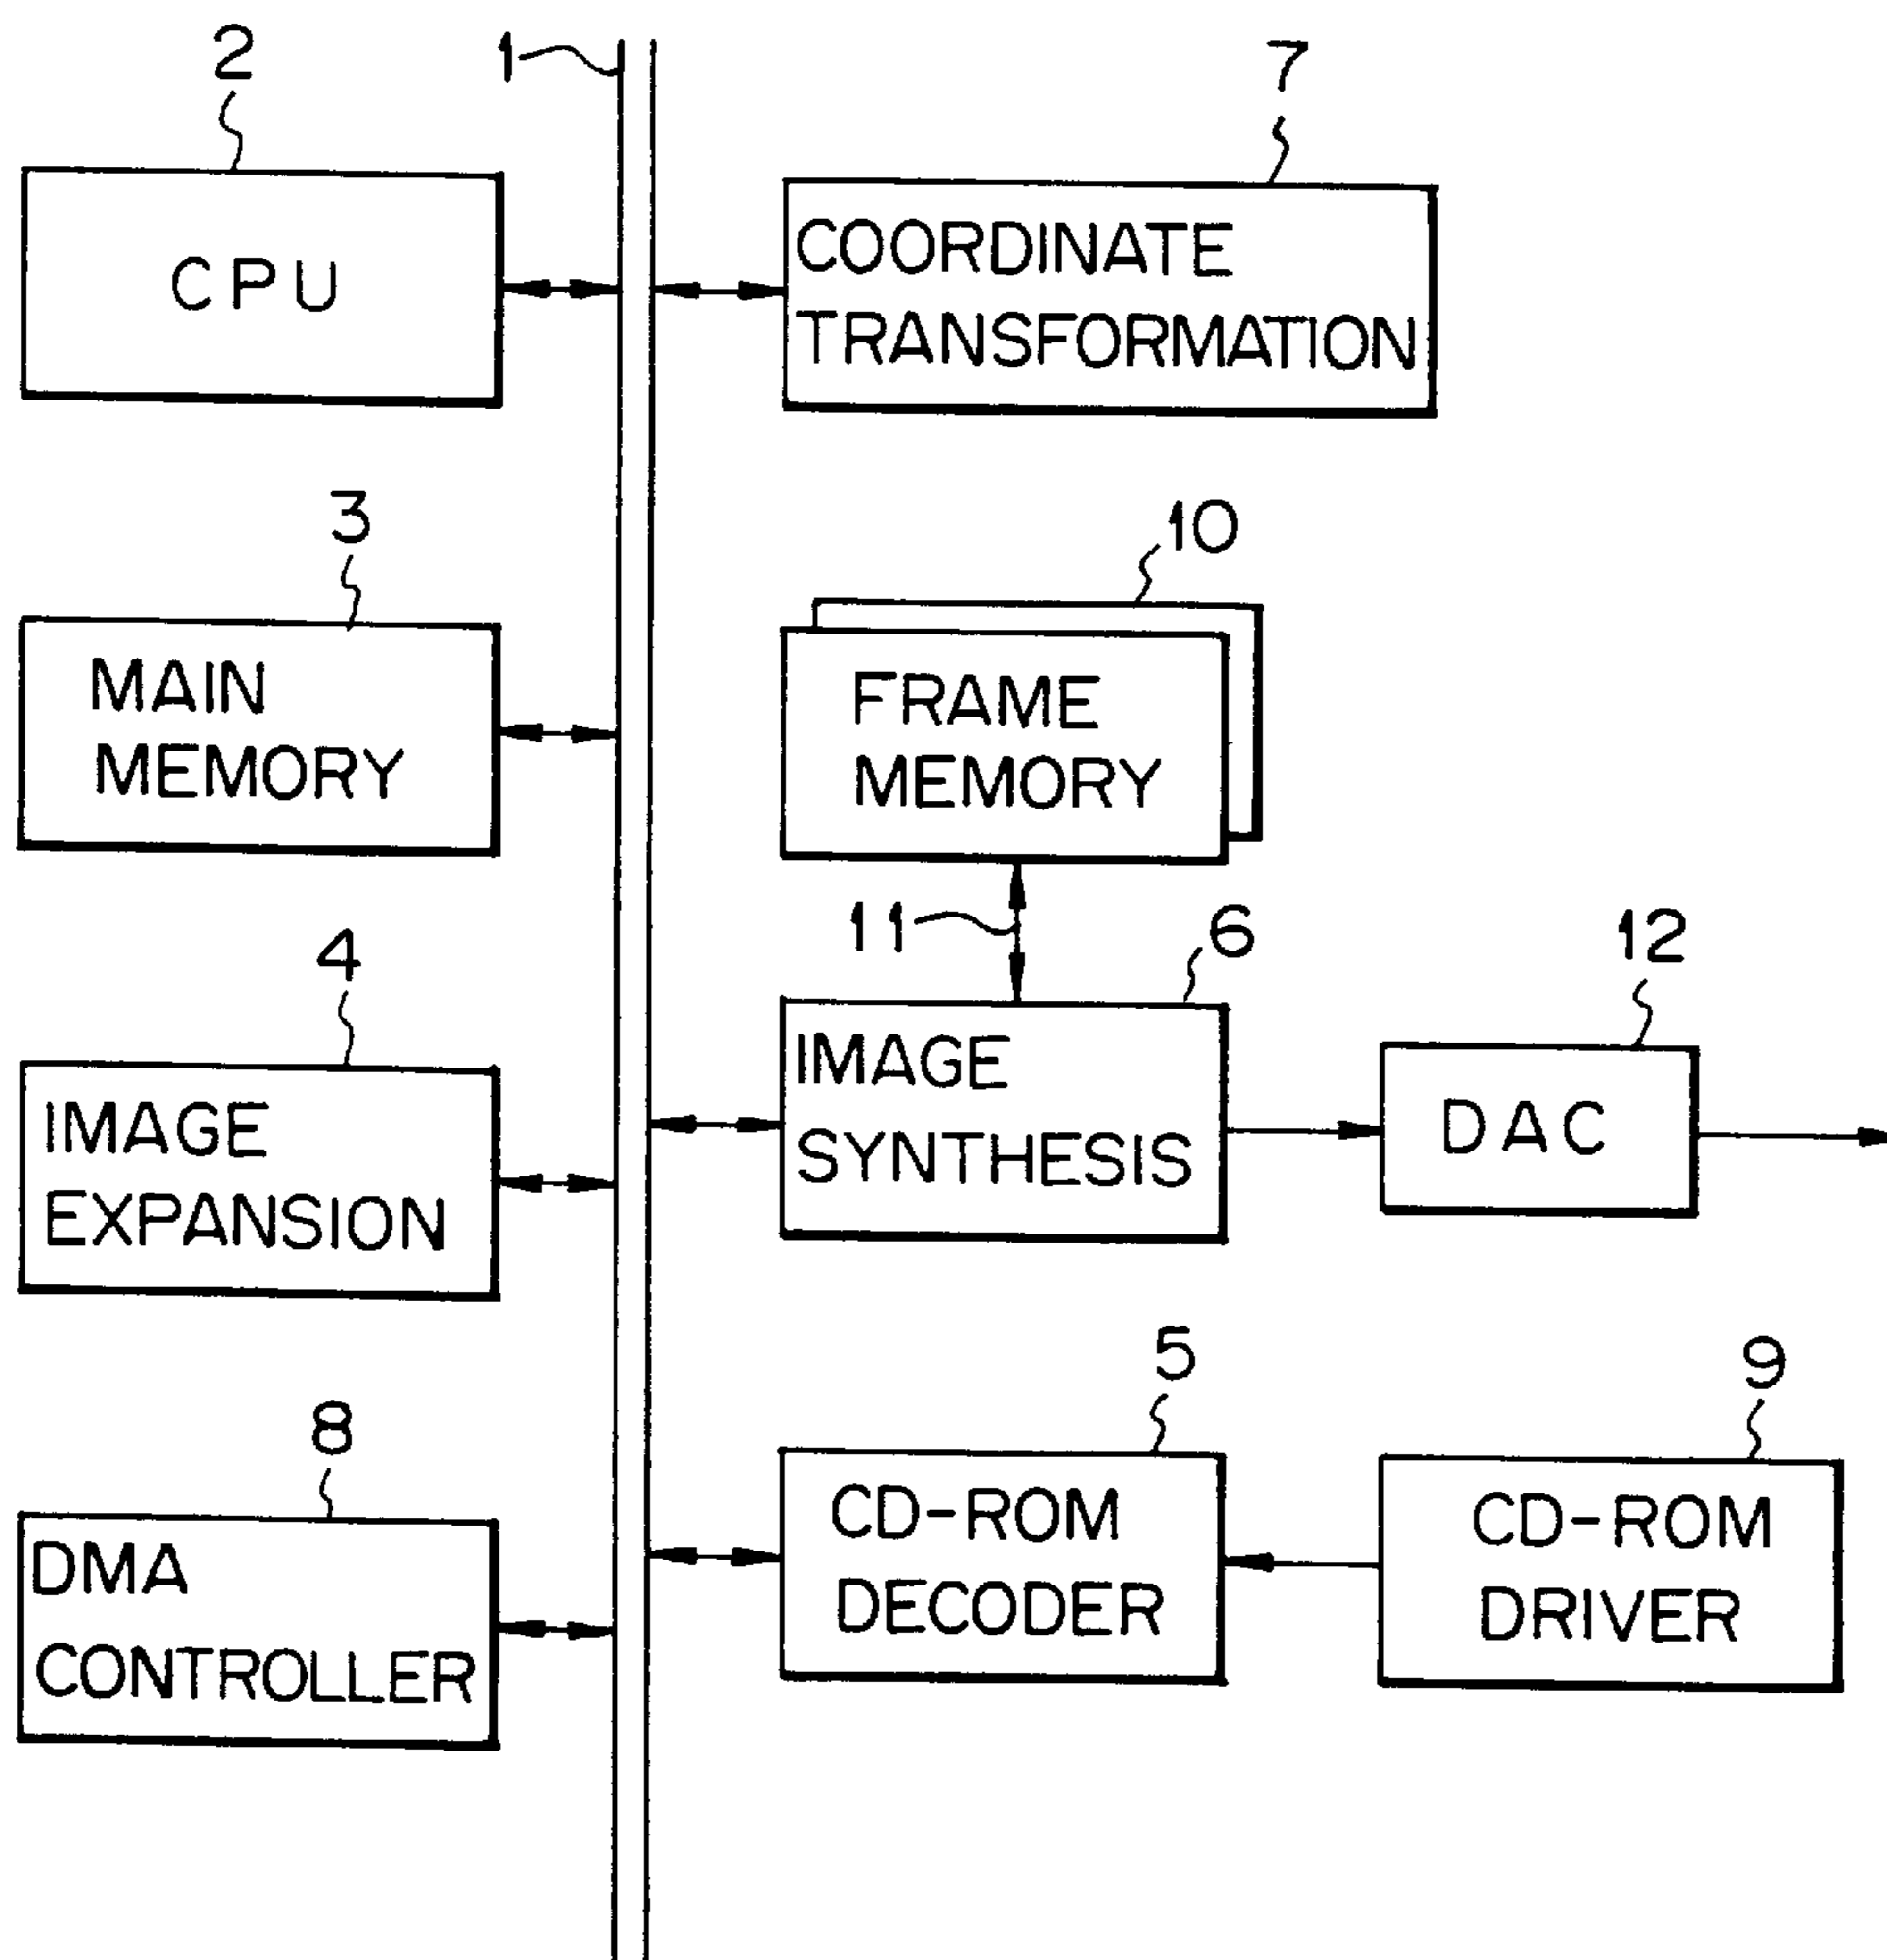 2
1
7
CPU
COORDINATE
TRANSFORMATION
3
10
MAIN
MEMORY
FRAME
MEMORY
11
6
12
4
IMAGE
EXPANSION
IMAGE
SYNTHESIS
DAC
5
9
8
CD-ROM
DECODER
CD-ROM
DRIVER
DMA
CONTROLLER